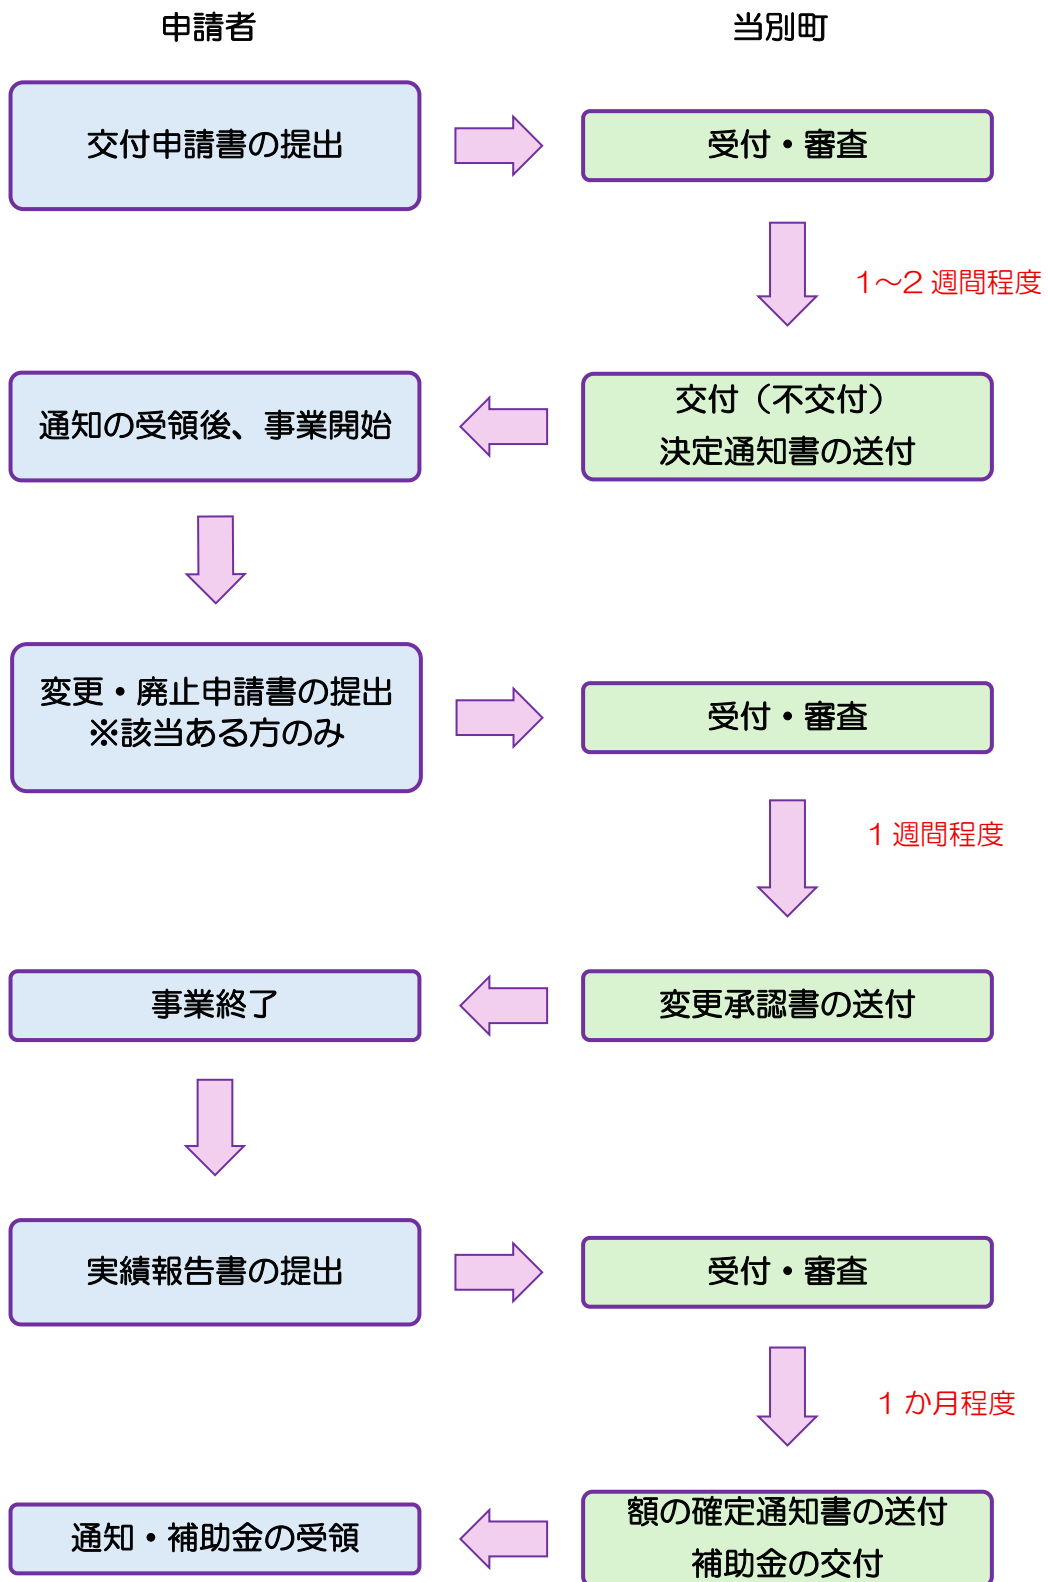 申請者
当別町
交付申請書の提出
受付・審査
1~2週間程度
交付（不交付）
決定通知書の送付
通知の受領後、事業開始
変更・廃止申請書の提出
※該当ある方のみ
受付・審査
1週間程度
変更承認書の送付
事業終了
実績報告書の提出
受付・審査
1か月程度
額の確定通知書の送付
補助金の交付
通知・補助金の受領